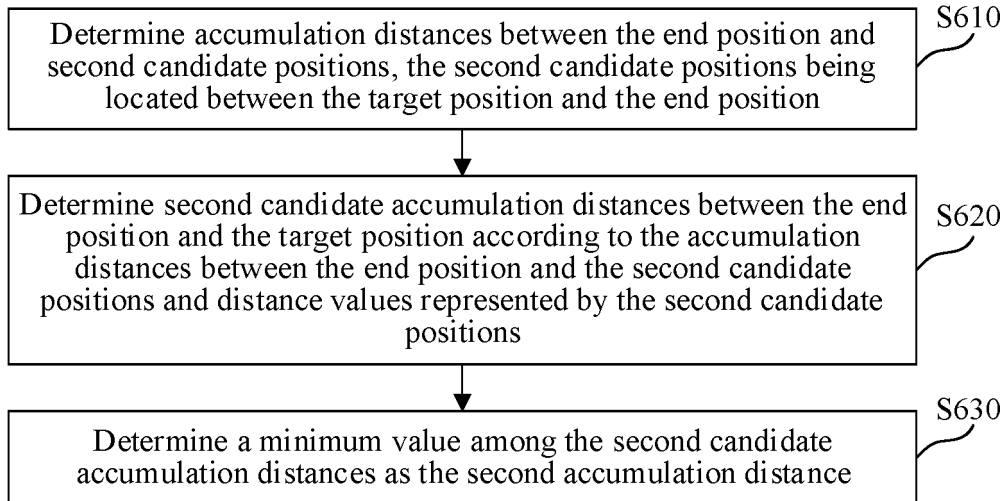 S610
Determine accumulation distances between the end position and
second candidate positions, the second candidate positions being
located between the target position and the end position
S620
Determine second candidate accumulation distances between the end
position and the target position according to the accumulation
distances between the end position and the second candidate
positions and distance values represented by the second candidate
positions
S630
Determine a minimum value among the second candidate
accumulation distances as the second accumulation distance